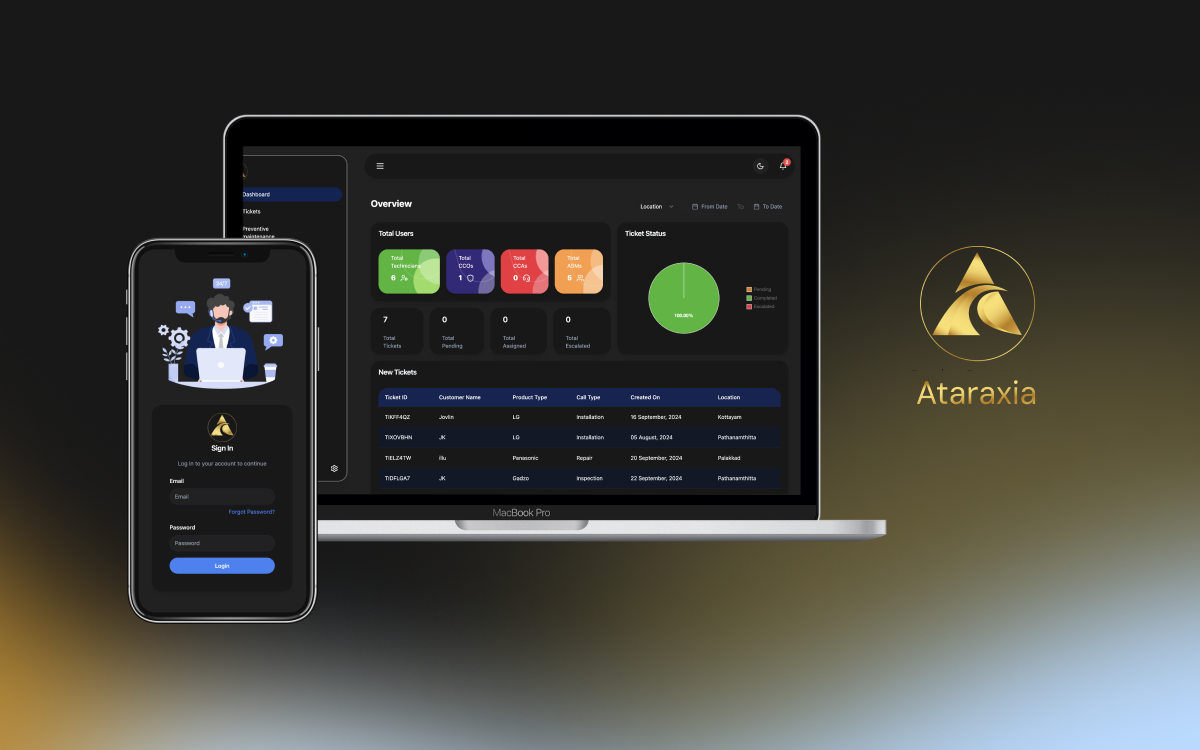 Dashboard
Tickets
Preventive
maintenance
2
Overview
Location
From Date
To
To Date
Total Users
Total
Technicians
6
Total
CCOs
1
Total
CCAs
0
Total
ASMs
5
7
Total
Tickets
0
Total
Pending
0
Total
Assigned
0
Total
Escalated
Ticket Status
100.00%
Pending
Completed
Escalated
New Tickets
Ticket ID Customer Name Product Type Call Type Created On Location
TIKFF4QZ Jovlin LG Installation 16 September, 2024 Kottayam
TIXOVBHN JK LG Installation 05 August, 2024 Pathanamthitta
TIELZ4TW illu Panasonic Repair 20 September, 2024 Palakkad
TIDFLGA7 JK Gadzo Inspection 22 September, 2024 Pathanamthitta
MacBook Pro
24/7
Sign In
Log in to your account to continue
Email
Email
Forgot Password?
Password
Password
Login
Ataraxia